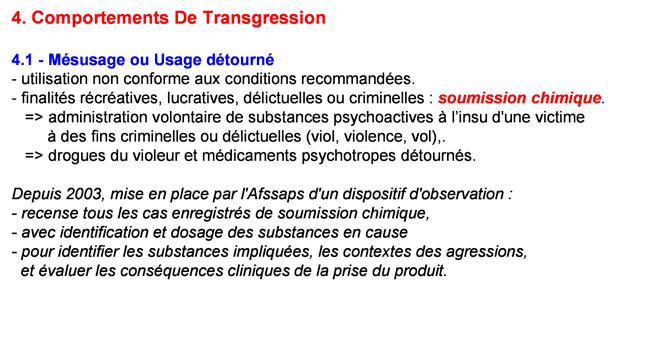 4. Comportements De Transgression
4.1 - Mésusage ou Usage détourné
- utilisation non conforme aux conditions recommandées.
- finalités récréatives, lucratives, délictuelles ou criminelles : soumission chimique.
=> administration volontaire de substances psychoactives à l'insu d'une victime
à des fins criminelles ou délictuelles (viol, violence, vol),.
=> drogues du violeur et médicaments psychotropes détournés.
Depuis 2003, mise en place par l'Afssaps d'un dispositif d'observation :
- recense tous les cas enregistrés de soumission chimique,
- avec identification et dosage des substances en cause
- pour identifier les substances impliquées, les contextes des agressions,
et évaluer les conséquences cliniques de la prise du produit.